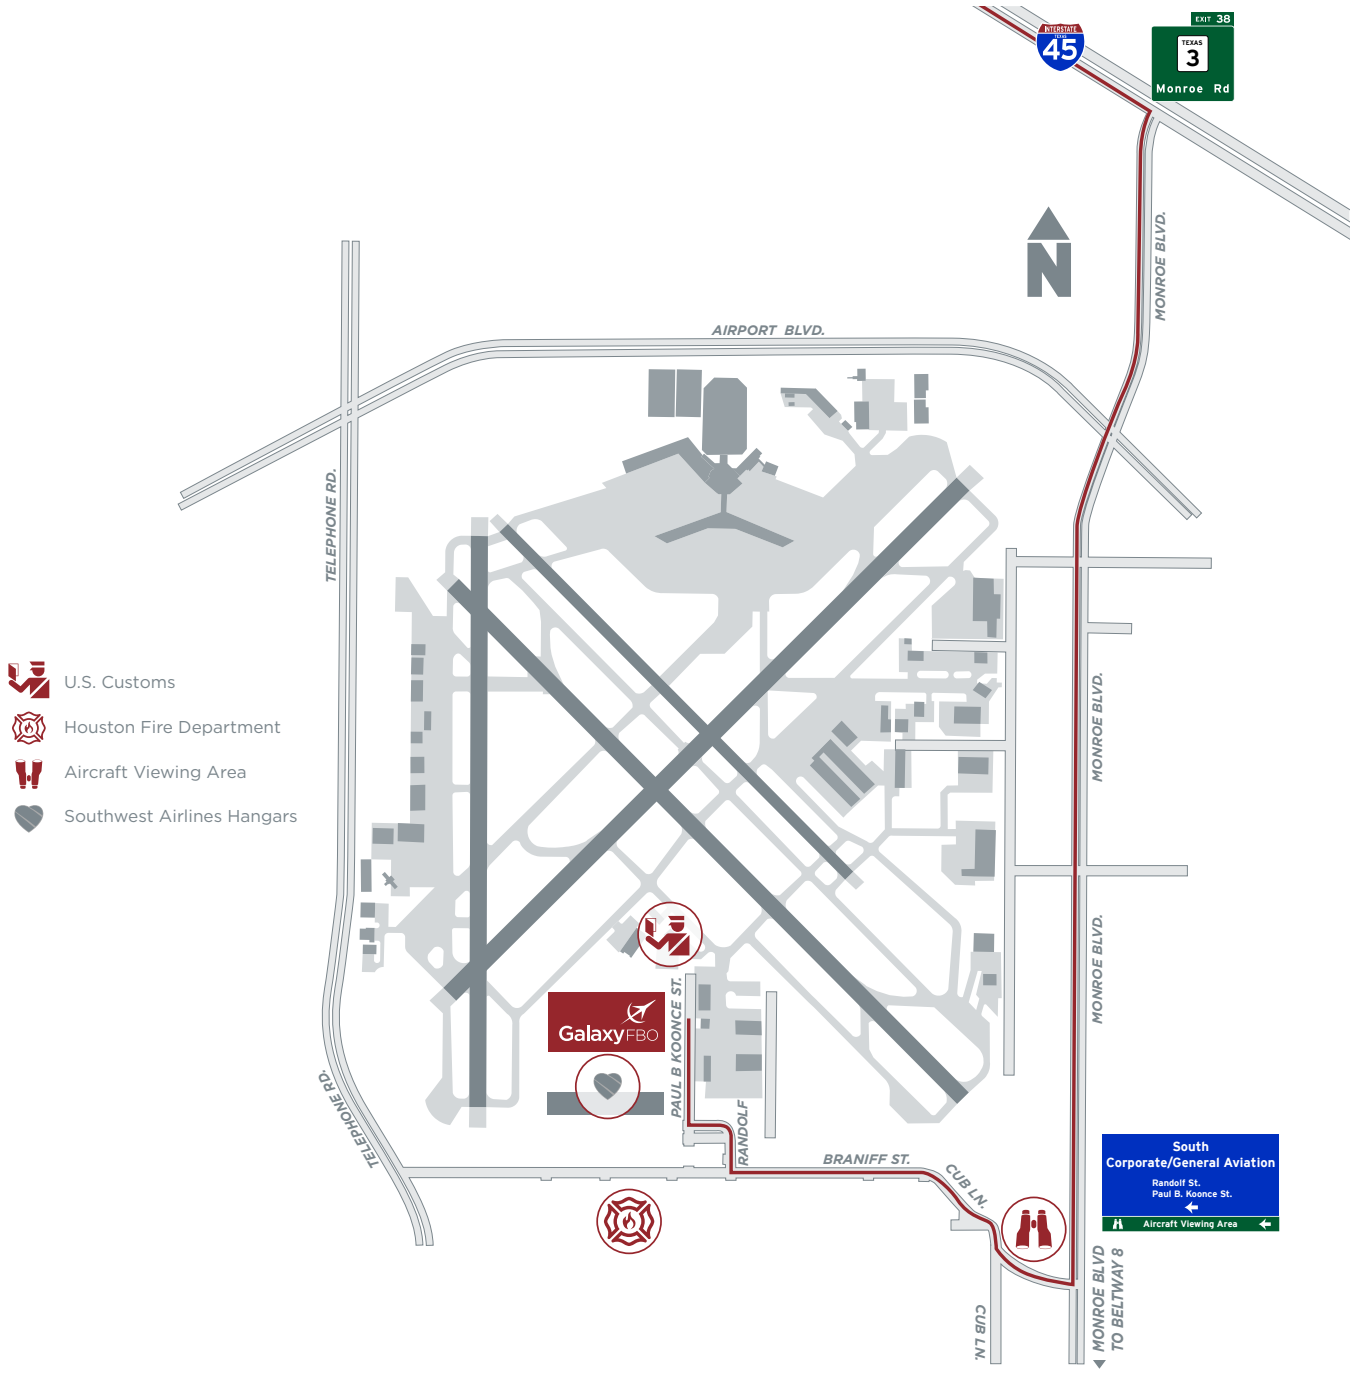 EXIT 38
INTERSTATE
TEXAS
45
TEXAS
3
Monroe Rd
MONROE BLVD.
N
AIRPORT BLVD.
TELEPHONE RD.
U.S. Customs
Houston Fire Department
Aircraft Viewing Area
Southwest Airlines Hangars
MONROE BLVD.
MONROE BLVD.
PAUL B KOONCE ST.
Galaxy FBO
TELEPHONE RD.
RANDOLF
BRANIFF ST.
CUB LN.
South
Corporate/General Aviation
Randolf St.
Paul B. Koonce St.
Aircraft Viewing Area
CUB LN.
MONROE BLVD
TO BELTWAY 8